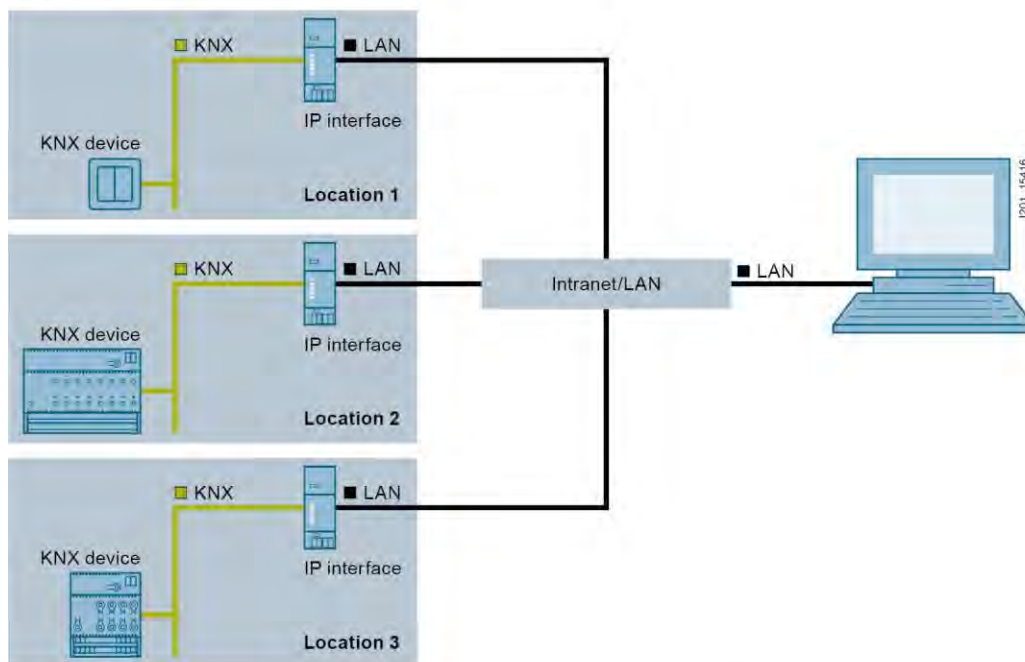 KNX
LAN
IP interface
KNX device
Location 1
KNX
LAN
IP interface
KNX device
Location 2
Intranet/LAN
LAN
KNX
LAN
IP interface
KNX device
Location 3
I201_15416